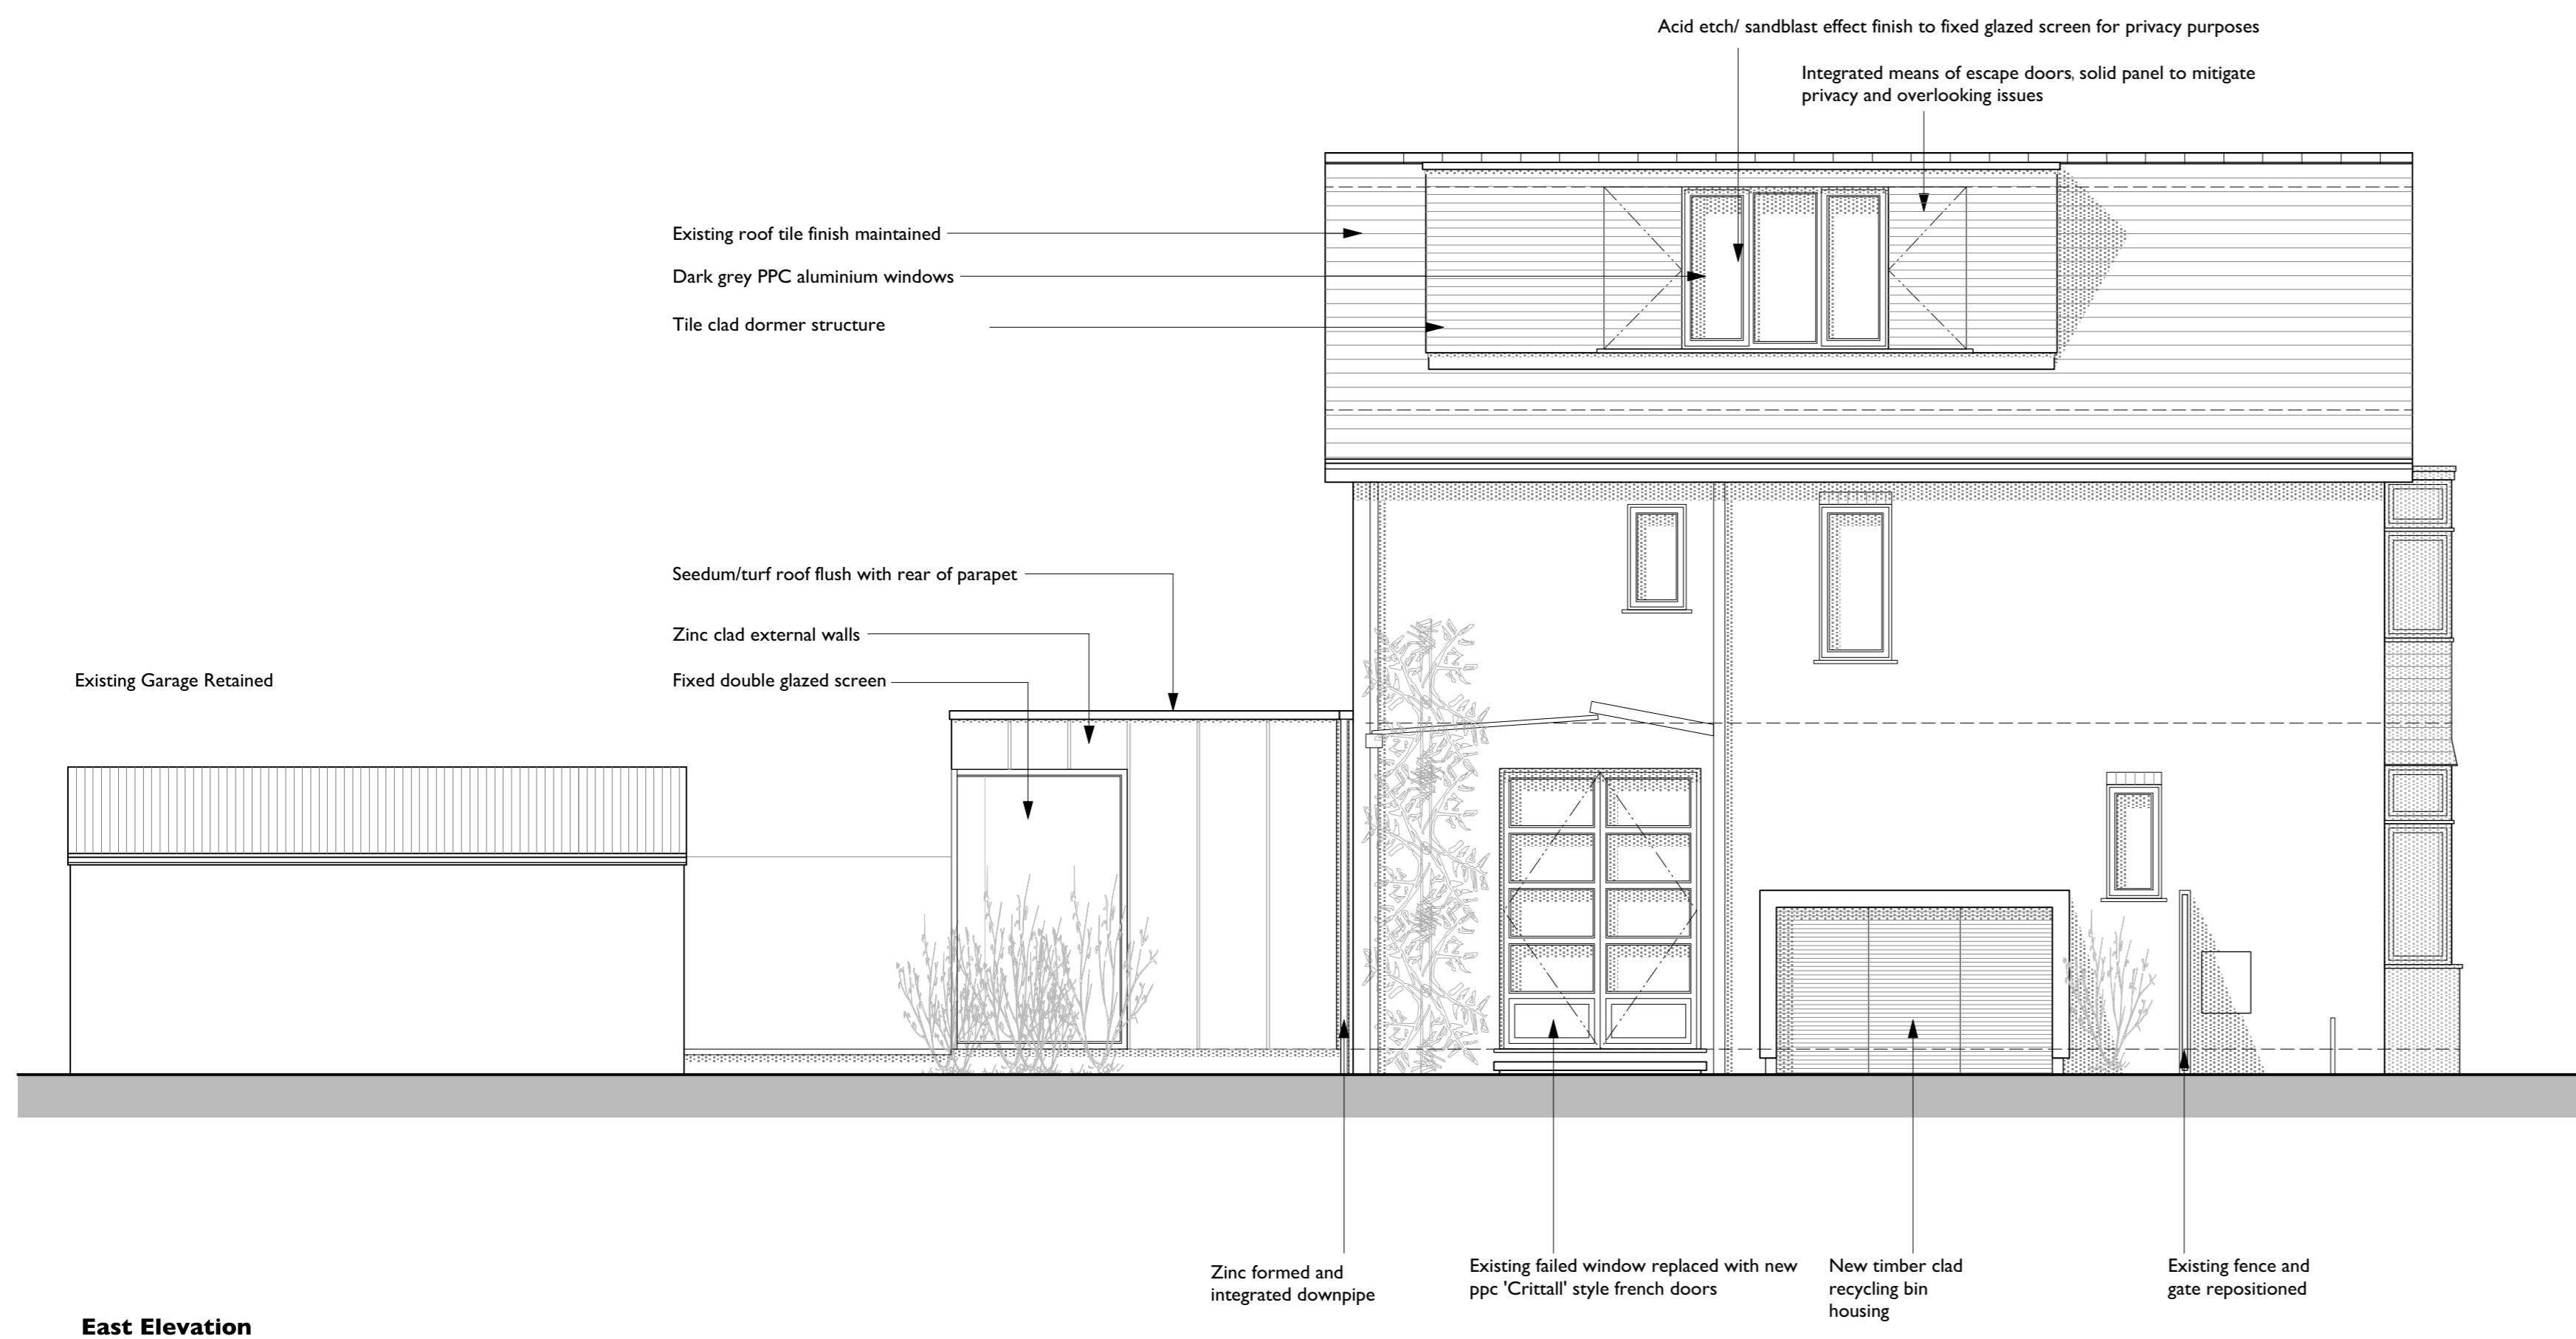 Acid etch/ sandblast effect finish to fixed glazed screen for privacy purposes
Integrated means of escape doors, solid panel to mitigate
privacy and overlooking issues
Existing roof tile finish maintained
Dark grey PPC aluminium windows
Tile clad dormer structure
Seedum/turf roof flush with rear of parapet
Zinc clad external walls
Fixed double glazed screen
Existing Garage Retained
Zinc formed and
integrated downpipe
Existing failed window replaced with new
ppc 'Crittall' style french doors
New timber clad
recycling bin
housing
Existing fence and
gate repositioned
East Elevation